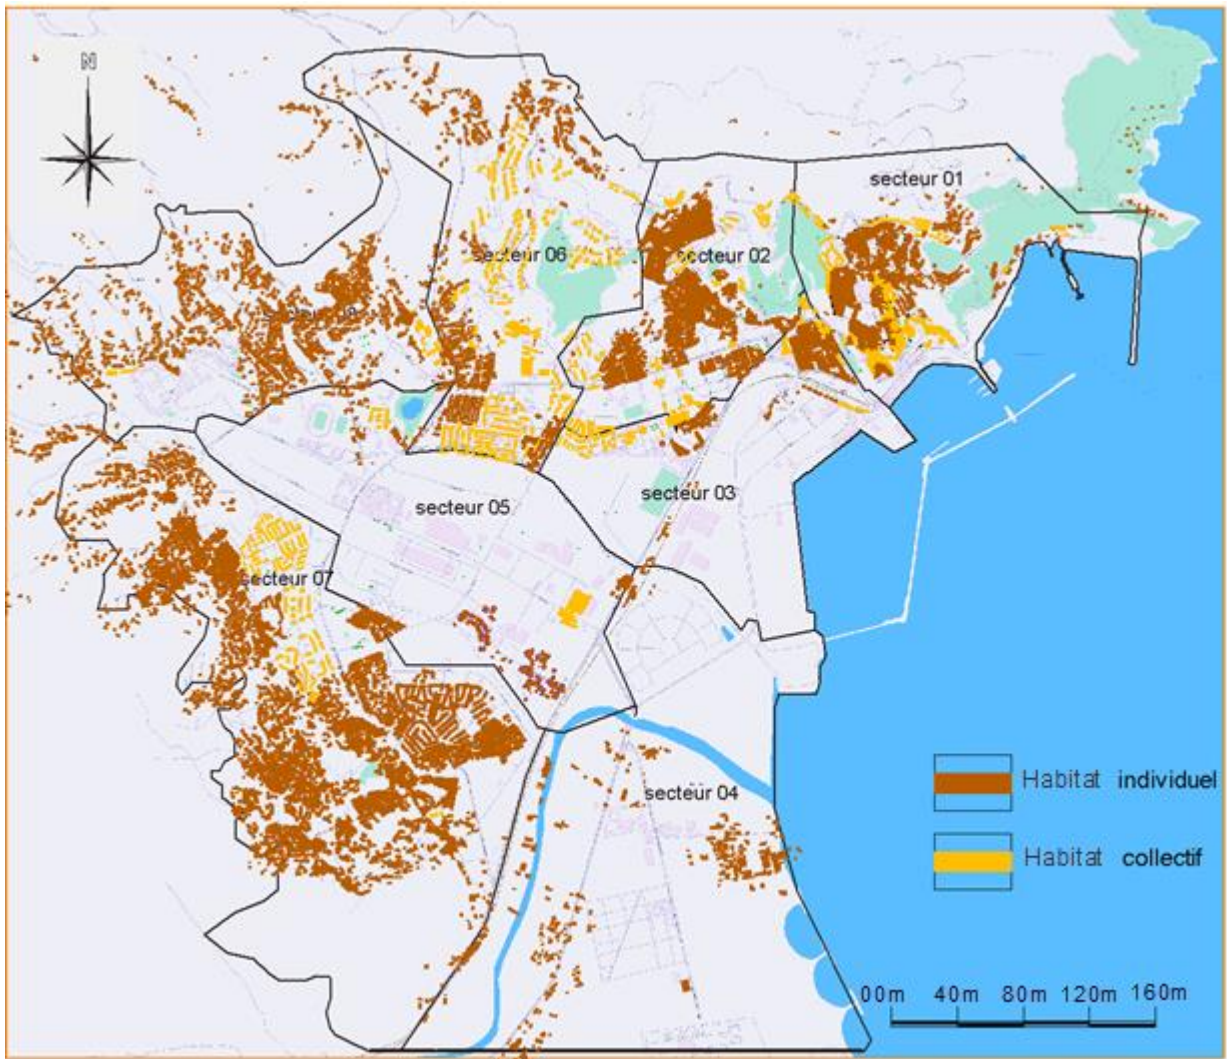 N
secteur 01
secteur 06
secteur 02
secteur 05
secteur 03
secteur 07
secteur 04
Habitat individuel
Habitat collectif
00m 40m 80m 120m 160m